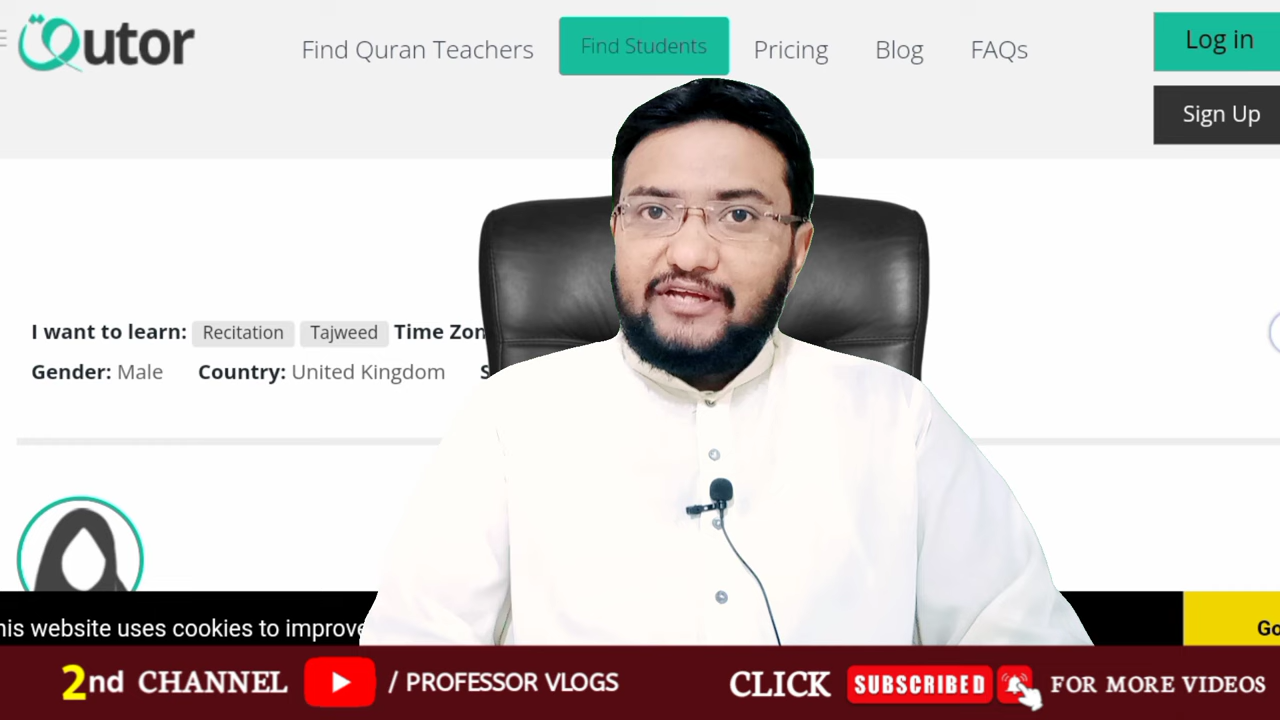 Qutor
Find Quran Teachers Find Students Pricing Blog FAQs Log in
Sign Up
I want to learn: Recitation Tajweed Time Zon
Gender: Male Country: United Kingdom S
his website uses cookies to improve Go
2nd CHANNEL / PROFESSOR VLOGS CLICK SUBSCRIBED FOR MORE VIDEOS